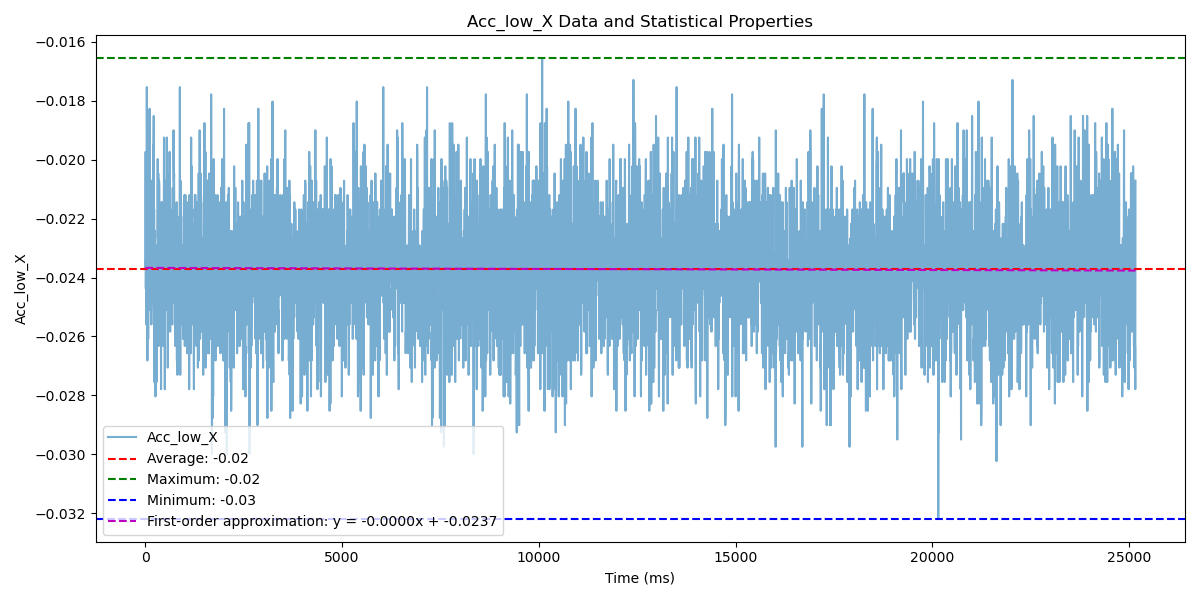 Acc_low_X Data and Statistical Properties
−0.016
−0.018
−0.020
−0.022
−0.024
−0.026
−0.028
−0.030
−0.032
Acc_low_X
Acc_low_X
Average: -0.02
Maximum: -0.02
Minimum: -0.03
First-order approximation: y = -0.0000x + -0.0237
0 5000 10000 15000 20000 25000
Time (ms)